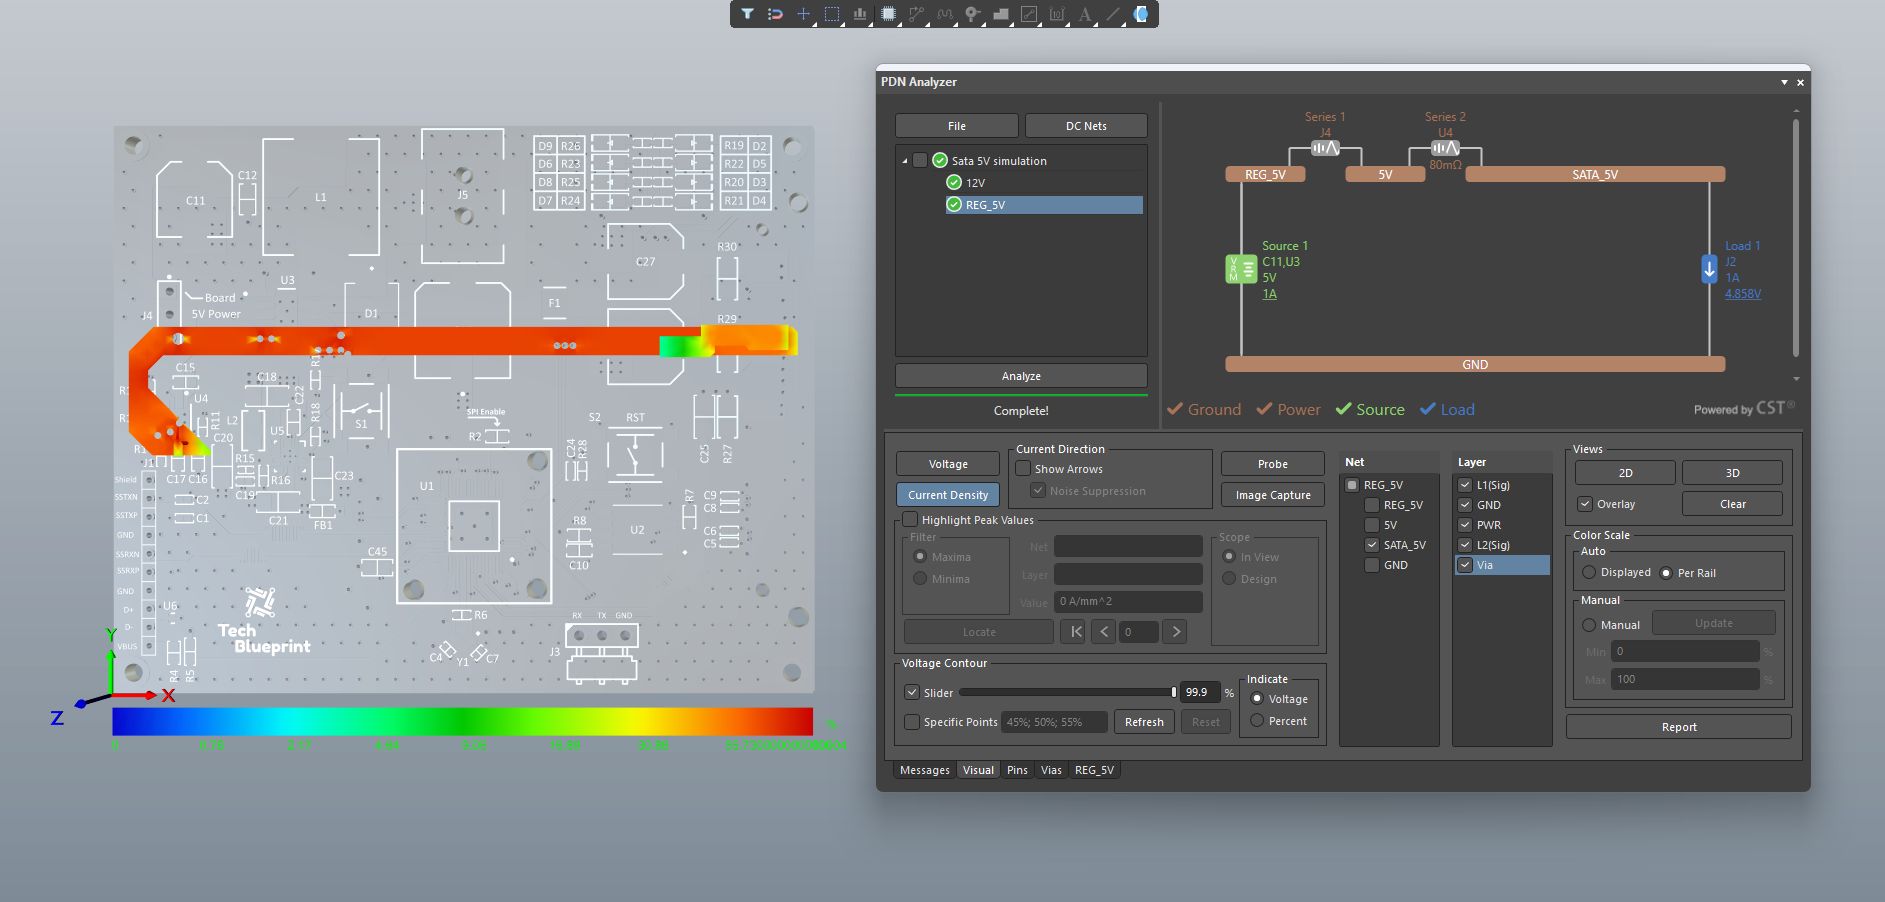 PDN Analyzer
File
DC Nets
Sata 5V simulation
12V
REG_5V
Analyze
Complete!
Series 1
J4
Series 2
U4
80mΩ
REG_5V
5V
SATA_5V
VRM
Source 1
C11,U3
5V
1A
Load 1
J2
1A
4.858V
GND
Ground
Power
Source
Load
Powered by CST®
Voltage
Current Density
Current Direction
Show Arrows
Noise Suppression
Probe
Image Capture
Highlight Peak Values
Filter
Maxima
Minima
Net
Layer
Value
0 A/mm^2
Scope
In View
Design
Locate
0
Voltage Contour
Slider
99.9
%
Specific Points
45%; 50%; 55%
Refresh
Reset
Indicate
Voltage
Percent
Net
REG_5V
REG_5V
5V
SATA_5V
GND
Layer
L1(Sig)
GND
PWR
L2(Sig)
Via
Views
2D
3D
Overlay
Clear
Color Scale
Auto
Displayed
Per Rail
Manual
Manual
Update
Min
0
%
Max
100
%
Report
Messages
Visual
Pins
Vias
REG_5V
C11
C12
L1
J5
D9 R26
D6 R23
D8 R25
D7 R24
R19 D2
R22 D5
R20 D3
R21 D4
C27
R30
U3
Board
5V Power
J4
D1
F1
R29
C15
U4
R11
C18
C22
L2
U5
R18
C20
S1
SPI Enable
R2
S2
RST
C24
R28
C25
R27
J1
C17 C16
R15
R16
C19
C23
C21
FB1
C2
C1
Shield
SSTXN
SSTXP
GND
SSRXN
SSRXP
GND
D+
D-
VBUS
U1
C45
R8
C10
U2
R7
C9
C8
C6
C5
U6
Tech
Blueprint
R4
R5
R6
C4
Y1
C7
RX TX GND
J3
Y
X
Z
0